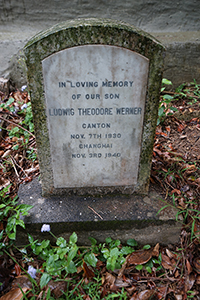 IN LOVING MEMORY
OF OUR SON
LUDWIG THEODORE WERNER
CANTON
NOV. 7TH 1930
SHANGHAI
NOV. 3RD 1940